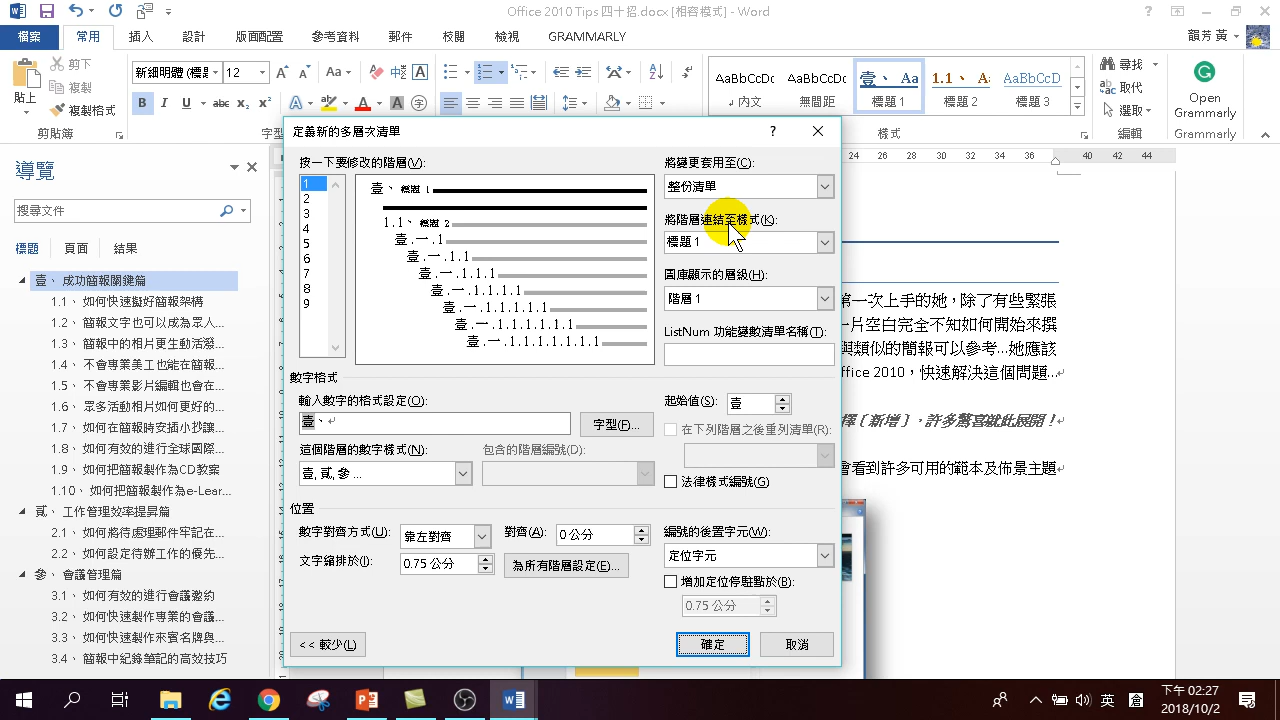 Office 2010 Tips 四十招.docx [相容模式] - Word
檔案 常用 插入 設計 版面配置 參考資料 郵件 校閱 檢視 GRAMMARLY 韻芳 黃
貼上
剪下
複製
複製格式
剪貼簿
新細明體 (標
12
Aa
字型
AaBbCcDc
內文
AaBbCcDc
無間距
壹、 Aa
標題 1
1.1、 A
標題 2
AaBbCcD
標題 3
樣式
尋找
取代
選取
編輯
Open
Grammarly
Grammarly
導覽
搜尋文件
標題 頁面 結果
壹、 成功簡報關鍵篇
1.1、 如何快速擬好簡報架構
1.2、 簡報文字也可以成為眾人...
1.3、 簡報中的相片更生動活潑...
1.4、 不會專業美工也能在簡報...
1.5、 不會專業影片編輯也會在...
1.6、 眾多活動相片如何更好的...
1.7、 如何在簡報時安插小抄讓...
1.8、 如何有效的進行全球國際...
1.9、 如何把簡報製作為CD教案
1.10、 如何把簡報製作為e-Lear...
貳、 工作管理效率提昇篇
2.1、 如何將待處理郵件牢記在...
2.2、 如何設定待辦工作的優先...
參、 會議管理篇
3.1、 如何有效的進行會議邀約
3.2、 如何快速製作專業的會議...
3.3、 如何快速製作來賓名牌與...
3.4、 簡報中紀錄筆記的高效技巧
定義新的多層次清單
按一下要修改的階層(V):
1
2
3
4
5
6
7
8
9
壹、 標題 1
1.1、 標題 2
壹.一.1
壹.一.1.1
壹.一.1.1.1
壹.一.1.1.1.1
壹.一.1.1.1.1.1
壹.一.1.1.1.1.1.1
壹.一.1.1.1.1.1.1.1
將變更套用至(C):
整份清單
將階層連結至樣式(K):
標題 1
圖庫顯示的層級(H):
階層 1
ListNum 功能變數清單名稱(T):
數字格式
輸入數字的格式設定(O):
壹、
字型(F)...
這個階層的數字樣式(N):
壹, 貳, 參 ...
包含的階層編號(D):
起始值(S): 壹
在下列階層之後重列清單(R):
法律樣式編號(G)
位置
數字對齊方式(U): 靠左對齊
對齊(A): 0 公分
文字縮排於(I): 0.75 公分
為所有階層設定(E)...
編號的後置字元(W):
定位字元
增加定位停駐點於(B):
0.75 公分
<< 較少(L)
確定
取消
24 26 28 30 32 34 36 40 42 44
第一次上手的她，除了有些緊張
一片空白完全不知如何開始來撰
與類似的簡報可以參考...她應該
ffice 2010，快速解決這個問題...
擇〔新增〕，許多驚喜就此展開！
會看到許多可用的範本及佈景主題
英
下午 02:27
2018/10/2